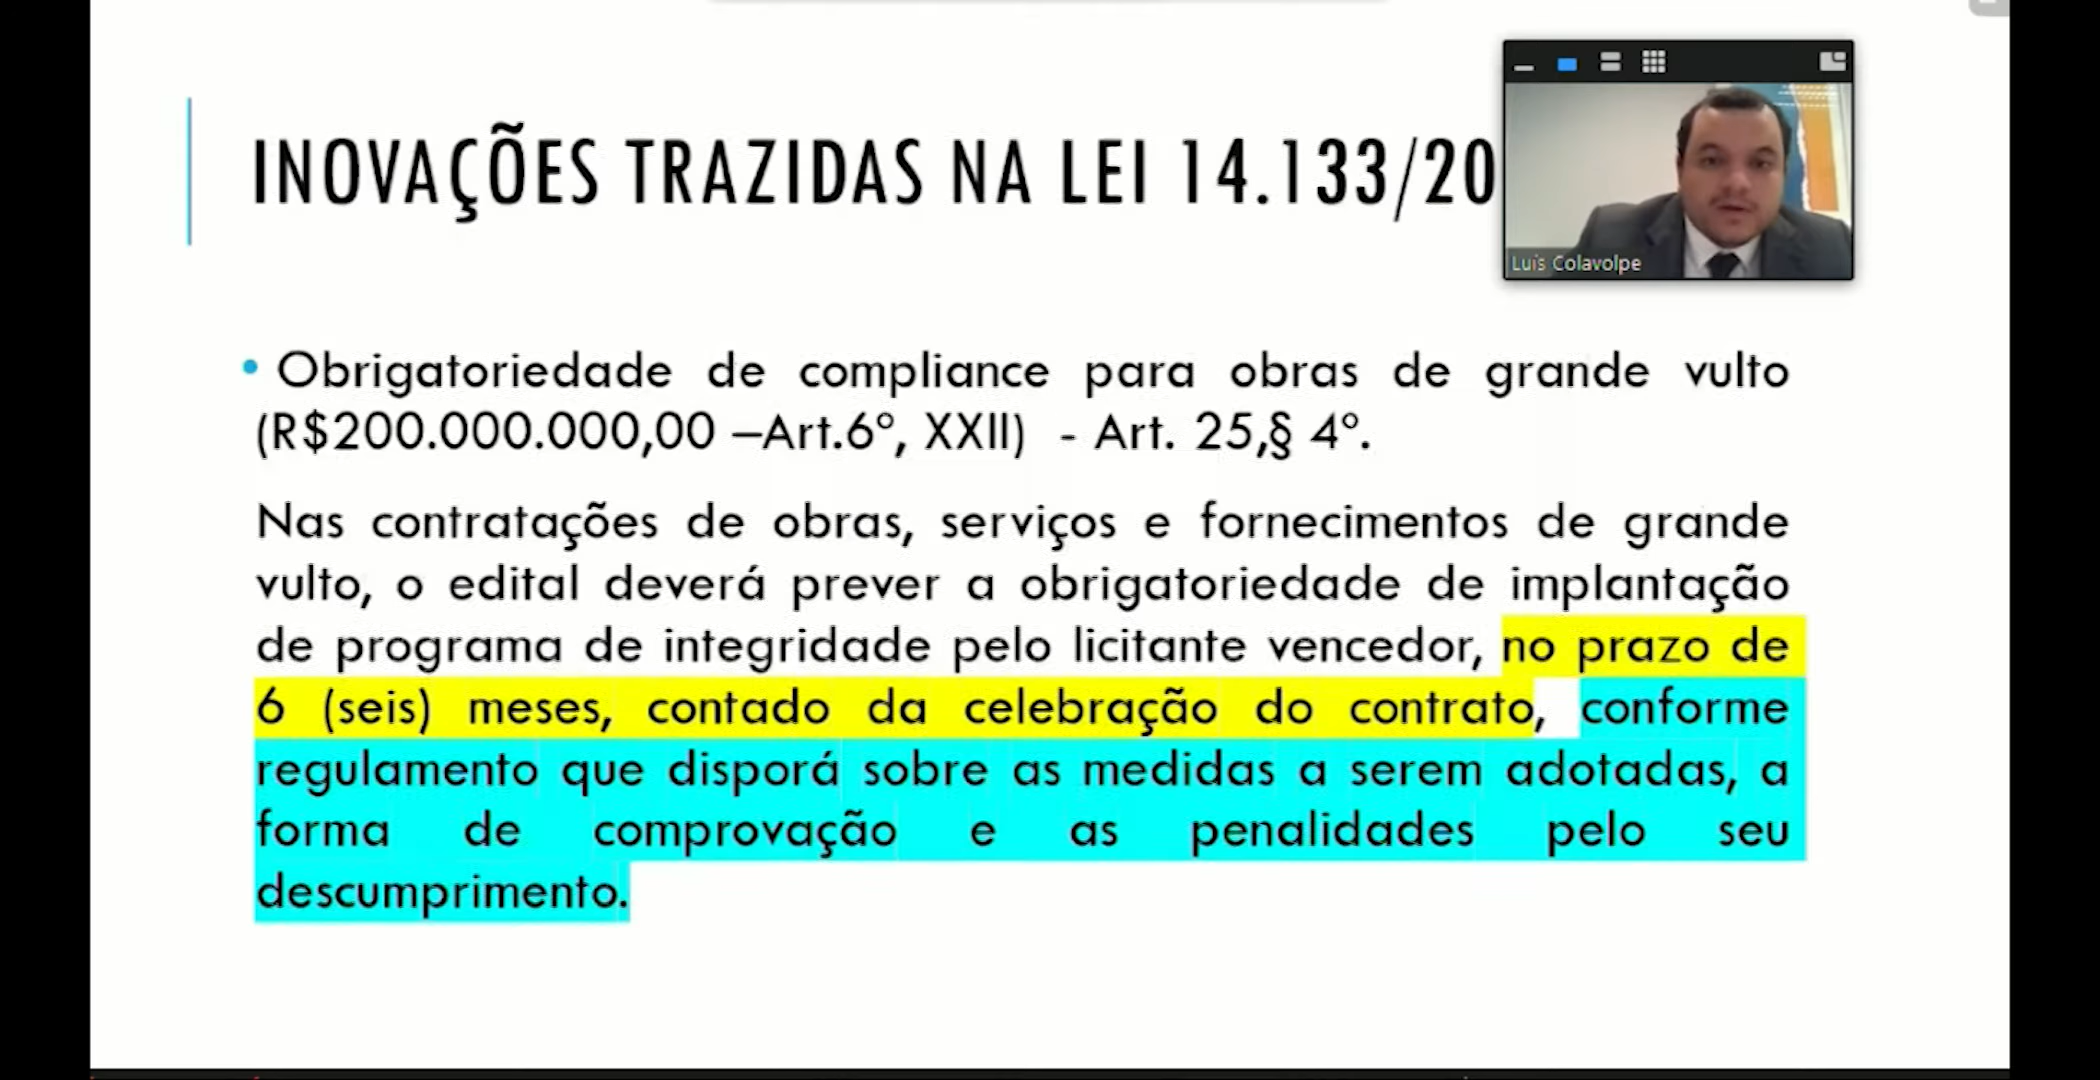 INOVAÇÕES TRAZIDAS NA LEI 14.133/20
Luis Colavolpe
• Obrigatoriedade de compliance para obras de grande vulto
(R$200.000.000,00 –Art.6º, XXII) - Art. 25,§ 4º.
Nas contratações de obras, serviços e fornecimentos de grande
vulto, o edital deverá prever a obrigatoriedade de implantação
de programa de integridade pelo licitante vencedor, no prazo de
6 (seis) meses, contado da celebração do contrato, conforme
regulamento que disporá sobre as medidas a serem adotadas, a
forma de comprovação e as penalidades pelo seu
descumprimento.